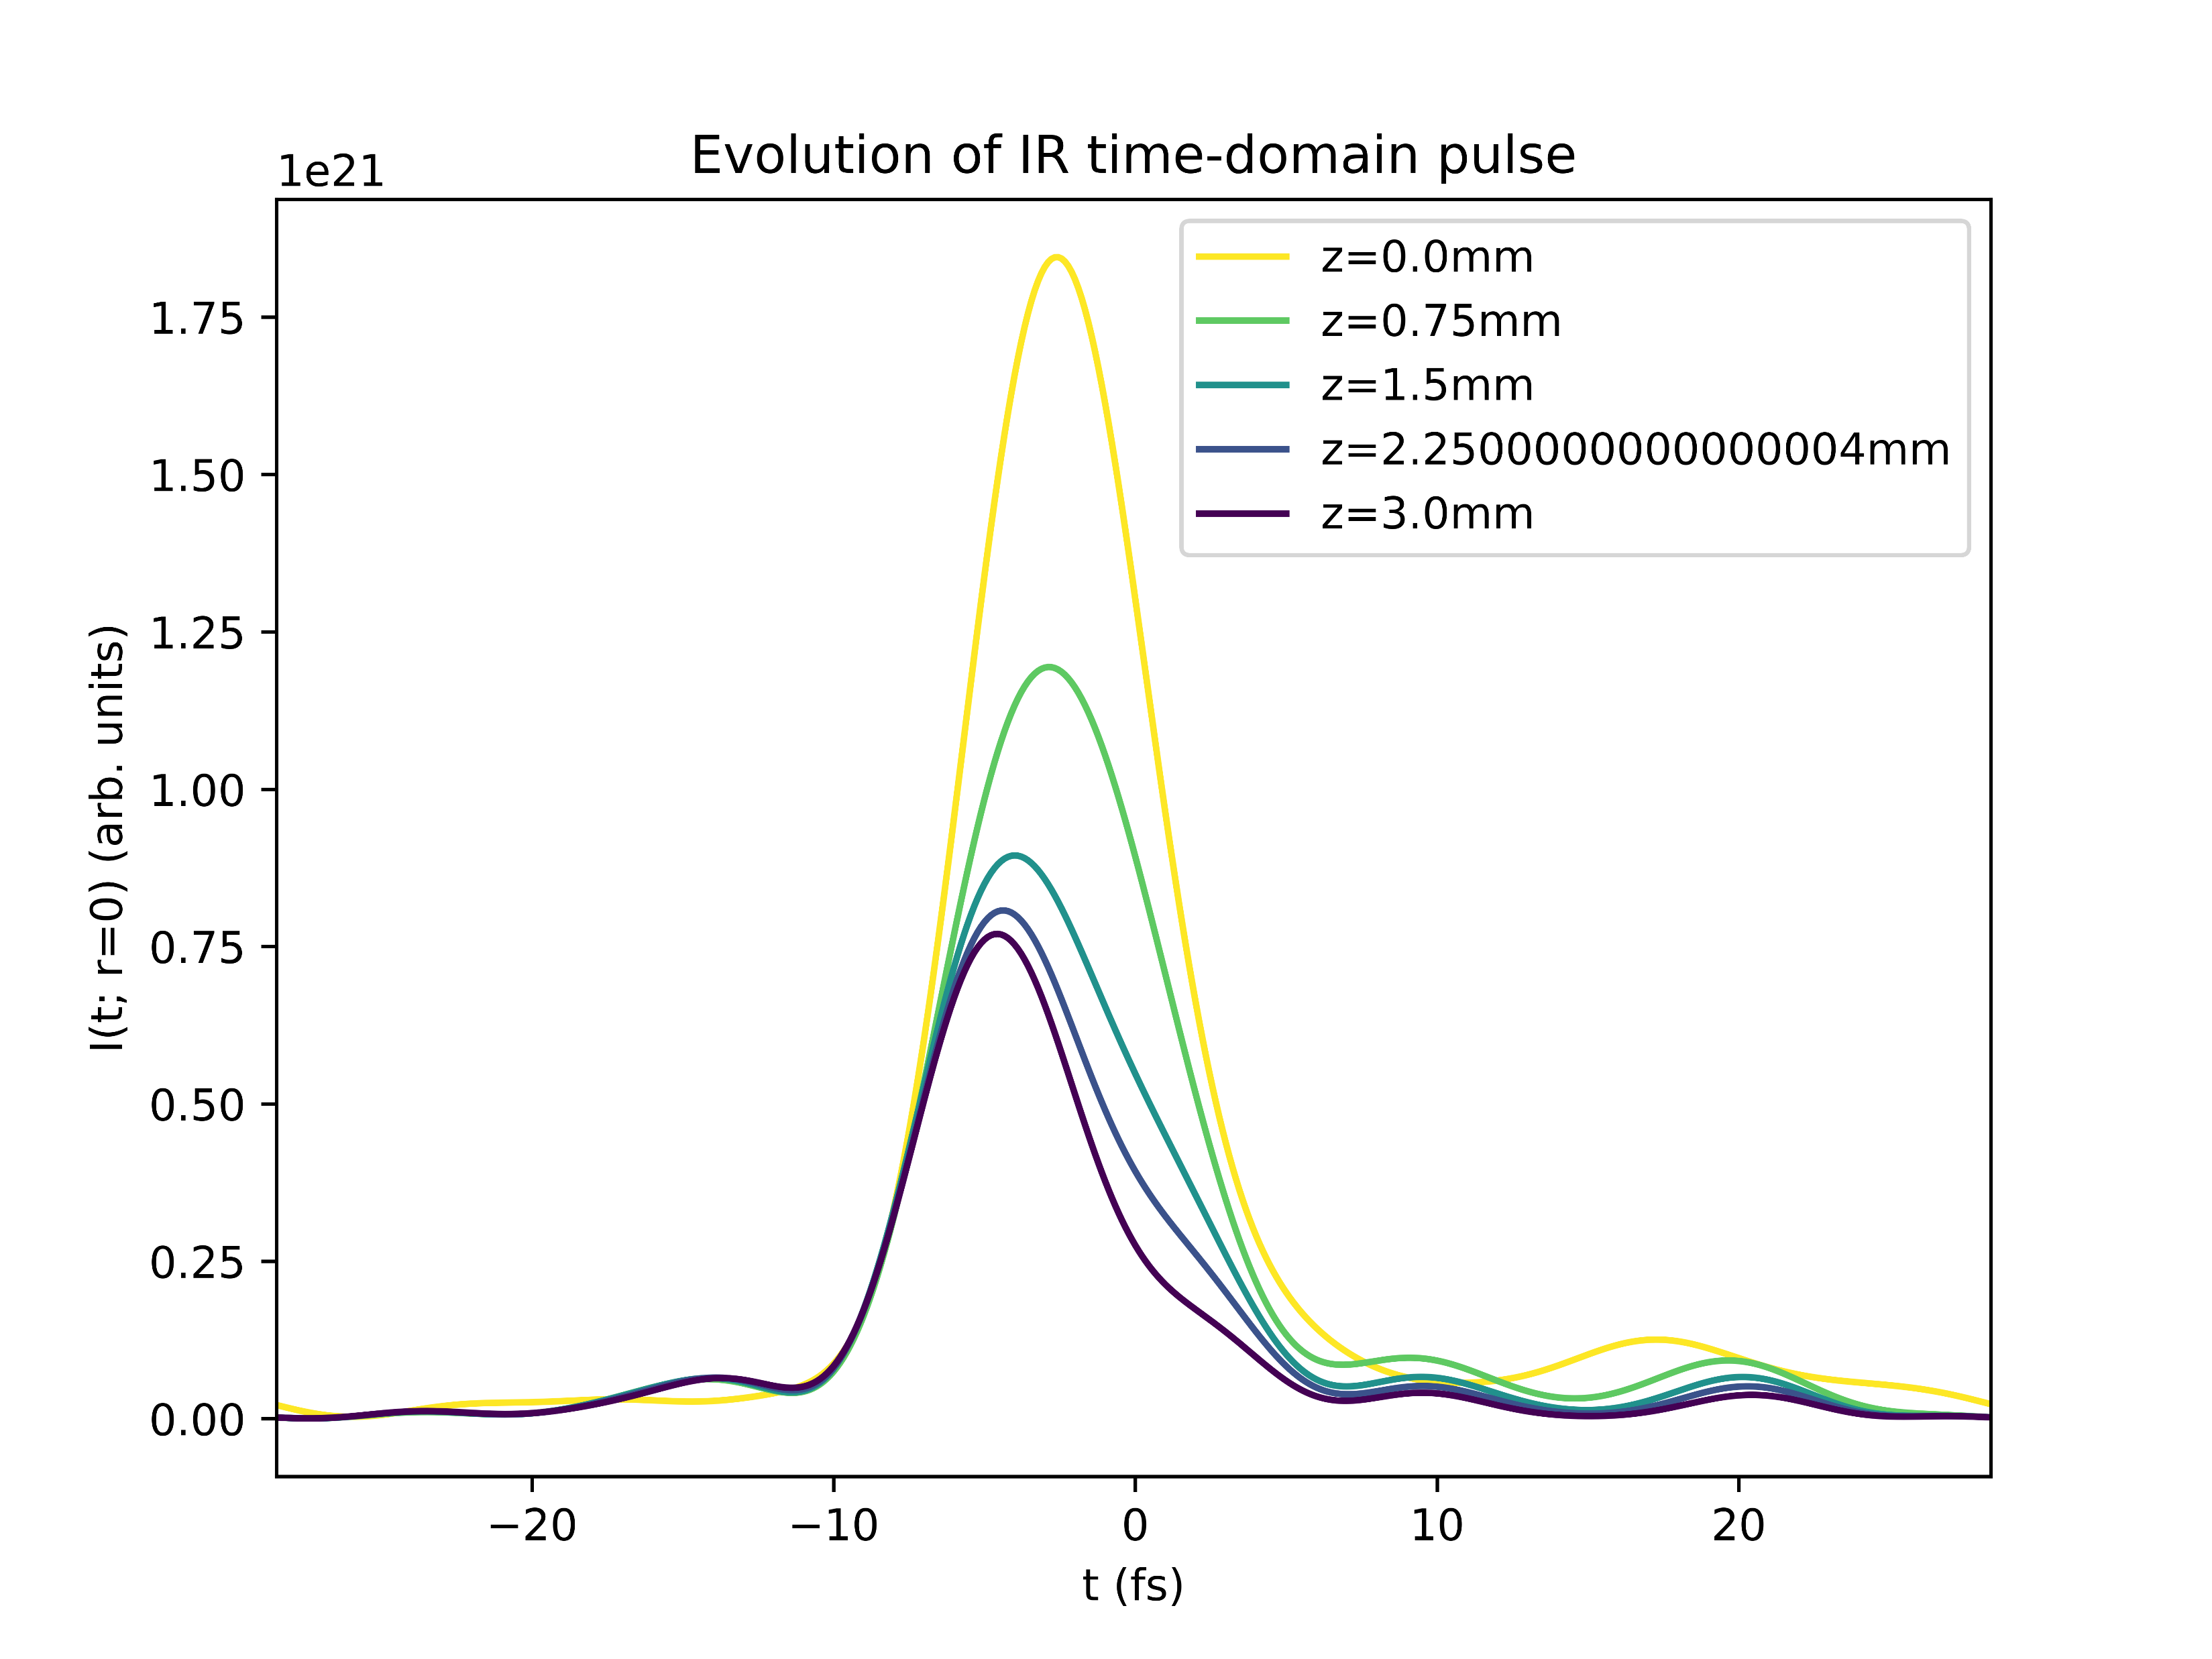 Evolution of IR time-domain pulse
1e21
z=0.0mm
z=0.75mm
z=1.5mm
z=2.2500000000000004mm
z=3.0mm
1.75
1.50
1.25
1.00
0.75
0.50
0.25
0.00
I(t; r=0) (arb. units)
−20 −10 0 10 20
t (fs)